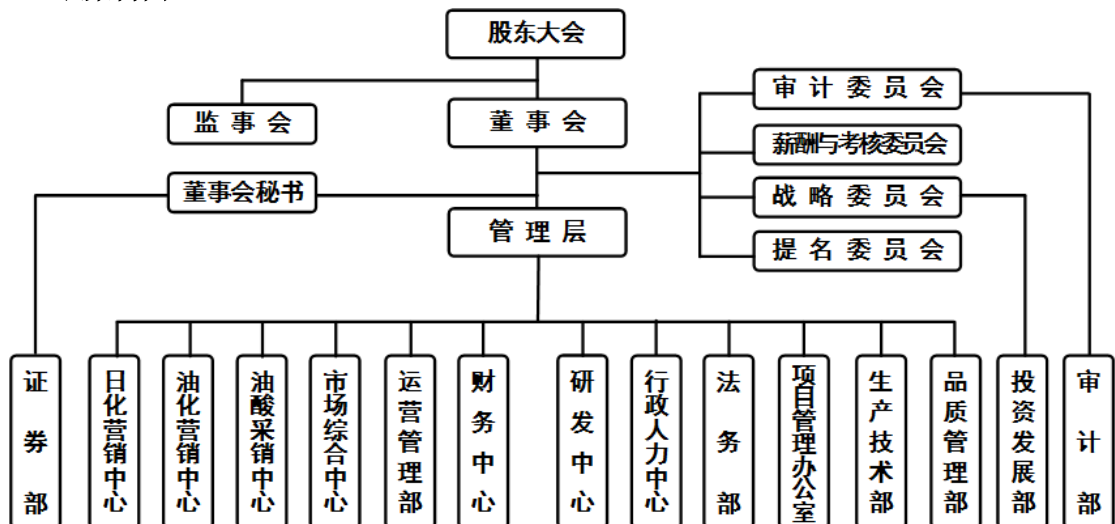 股东大会
监事会
董事会
审计委员会
薪酬与考核委员会
董事会秘书
战略委员会
管理层
提名委员会
证券部
日化营销中心
油化营销中心
油酸采销中心
市场综合中心
运营管理部
财务中心
研发中心
行政人力中心
法务部
项目管理办公室
生产技术部
品质管理部
投资发展部
审计部